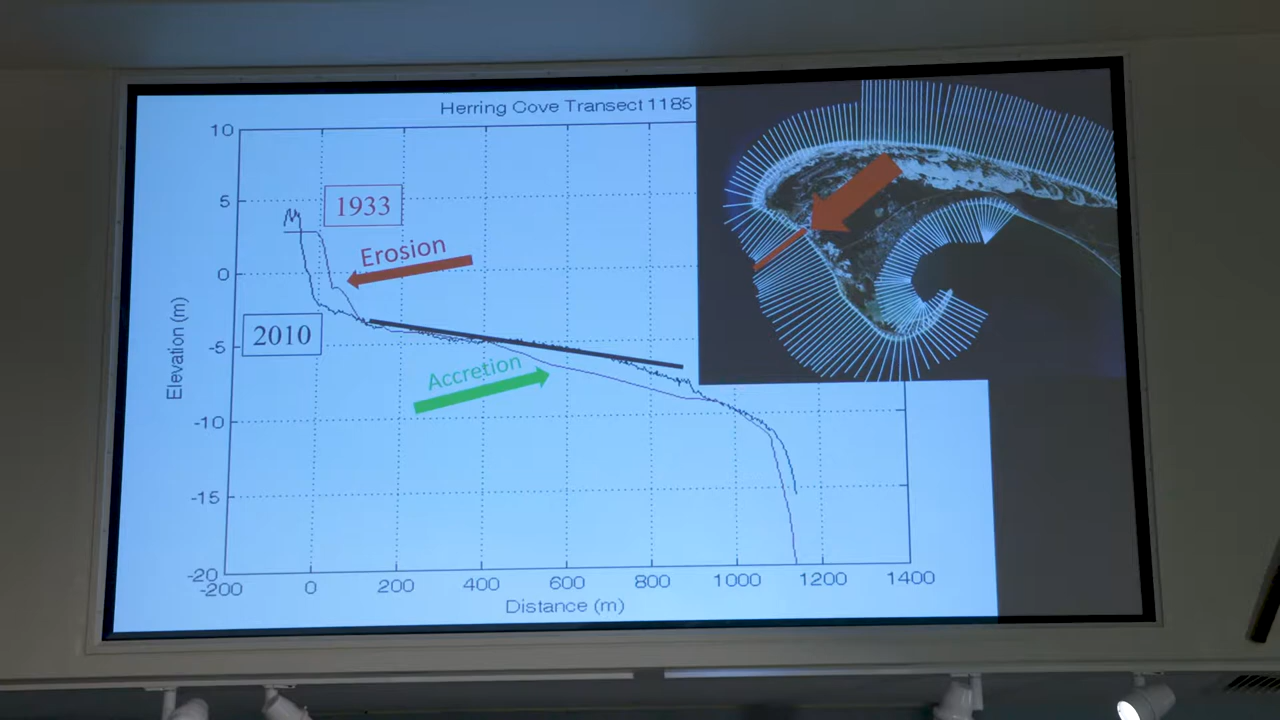 Herring Cove Transect 1185
10
5
0
-5
-10
-15
-20
1933
Erosion
2010
Accretion
Elevation (m)
-200 0 200 400 600 800 1000 1200 1400
Distance (m)